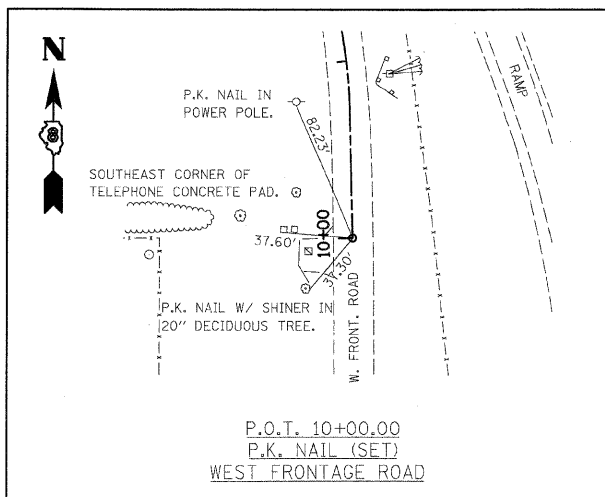 N
8
P.K. NAIL IN
POWER POLE.
82.23'
RAMP
SOUTHEAST CORNER OF
TELEPHONE CONCRETE PAD.
37.60'
10+00
37.30'
P.K. NAIL W/ SHINER IN
20" DECIDUOUS TREE.
W. FRONT. ROAD
P.O.T. 10+00.00
P.K. NAIL (SET)
WEST FRONTAGE ROAD